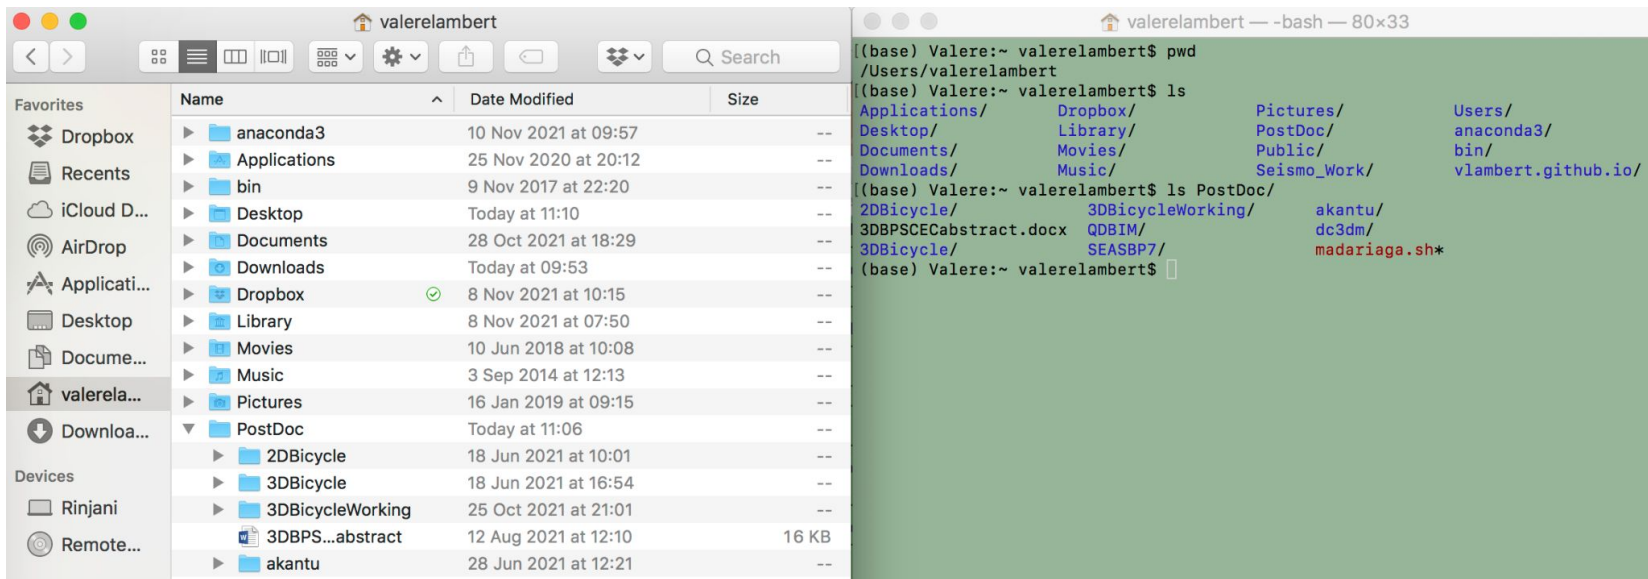 valerelambert
Search
Favorites
Dropbox
Recents
iCloud D...
AirDrop
Applicati...
Desktop
Docume...
valerela...
Downloa...
Devices
Rinjani
Remote...
Name Date Modified Size
anaconda3 10 Nov 2021 at 09:57 --
Applications 25 Nov 2020 at 20:12 --
bin 9 Nov 2017 at 22:20 --
Desktop Today at 11:10 --
Documents 28 Oct 2021 at 18:29 --
Downloads Today at 09:53 --
Dropbox 8 Nov 2021 at 10:15 --
Library 8 Nov 2021 at 07:50 --
Movies 10 Jun 2018 at 10:08 --
Music 3 Sep 2014 at 12:13 --
Pictures 16 Jan 2019 at 09:15 --
PostDoc Today at 11:06 --
2DBicycle 18 Jun 2021 at 10:01 --
3DBicycle 18 Jun 2021 at 16:54 --
3DBicycleWorking 25 Oct 2021 at 21:01 --
3DBPS...abstract 12 Aug 2021 at 12:10 16 KB
akantu 28 Jun 2021 at 12:21 --
valerelambert — -bash — 80×33
[(base) Valere:~ valerelambert$ pwd
/Users/valerelambert
[(base) Valere:~ valerelambert$ ls
Applications/ Dropbox/ Pictures/ Users/
Desktop/ Library/ PostDoc/ anaconda3/
Documents/ Movies/ Public/ bin/
Downloads/ Music/ Seismo_Work/ vlambert.github.io/
[(base) Valere:~ valerelambert$ ls PostDoc/
2DBicycle/ 3DBicycleWorking/ akantu/
3DBPSCECabstract.docx QDBIM/ dc3dm/
3DBicycle/ SEASBP7/ madariaga.sh*
(base) Valere:~ valerelambert$